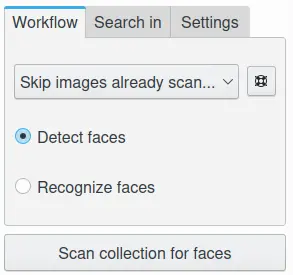 Workflow Search in Settings
Skip images already scan...
Detect faces
Recognize faces
Scan collection for faces